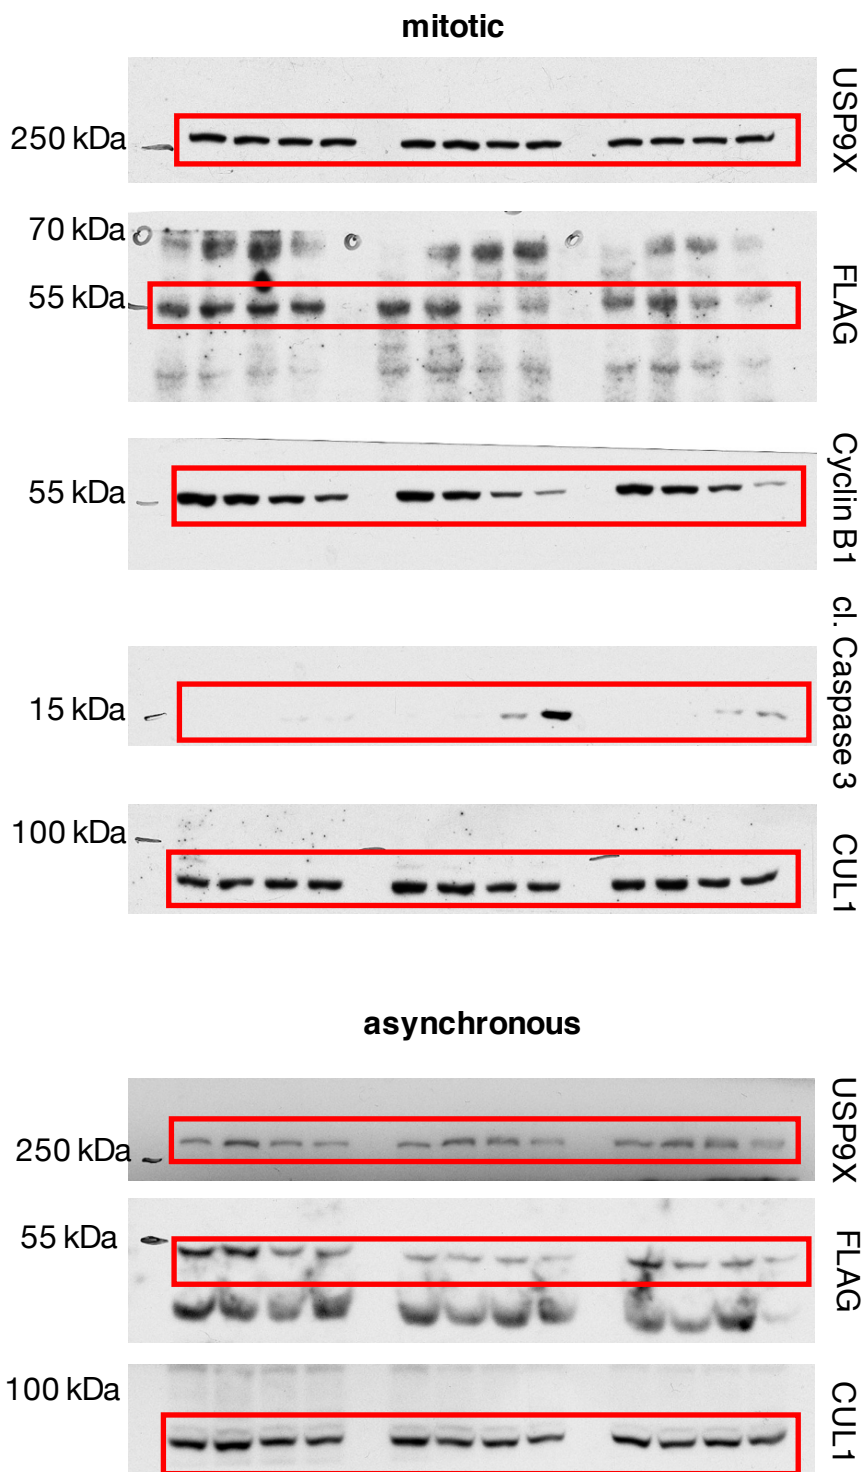 mitotic
250 kDa
USP9X
70 kDa
55 kDa
FLAG
55 kDa
Cyclin B1
15 kDa
cl. Caspase 3
100 kDa
CUL1
asynchronous
250 kDa
USP9X
55 kDa
FLAG
100 kDa
CUL1